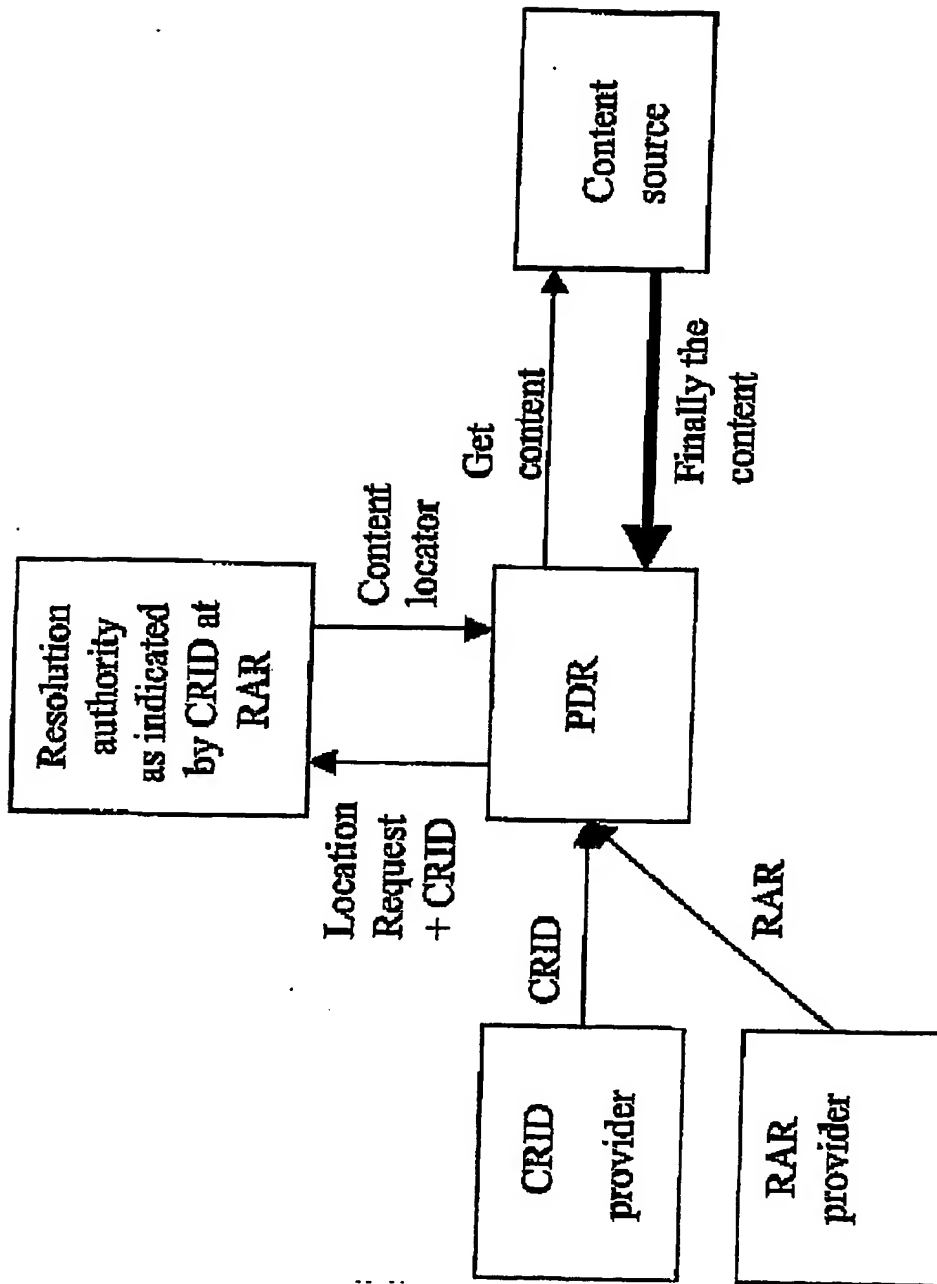 Resolution
authority
as indicated
by CRID at
RAR
Location
Request
+ CRID
Content
locator
CRID
provider
CRID
PDR
Get
content
Content
source
Finally the
content
RAR
provider
RAR